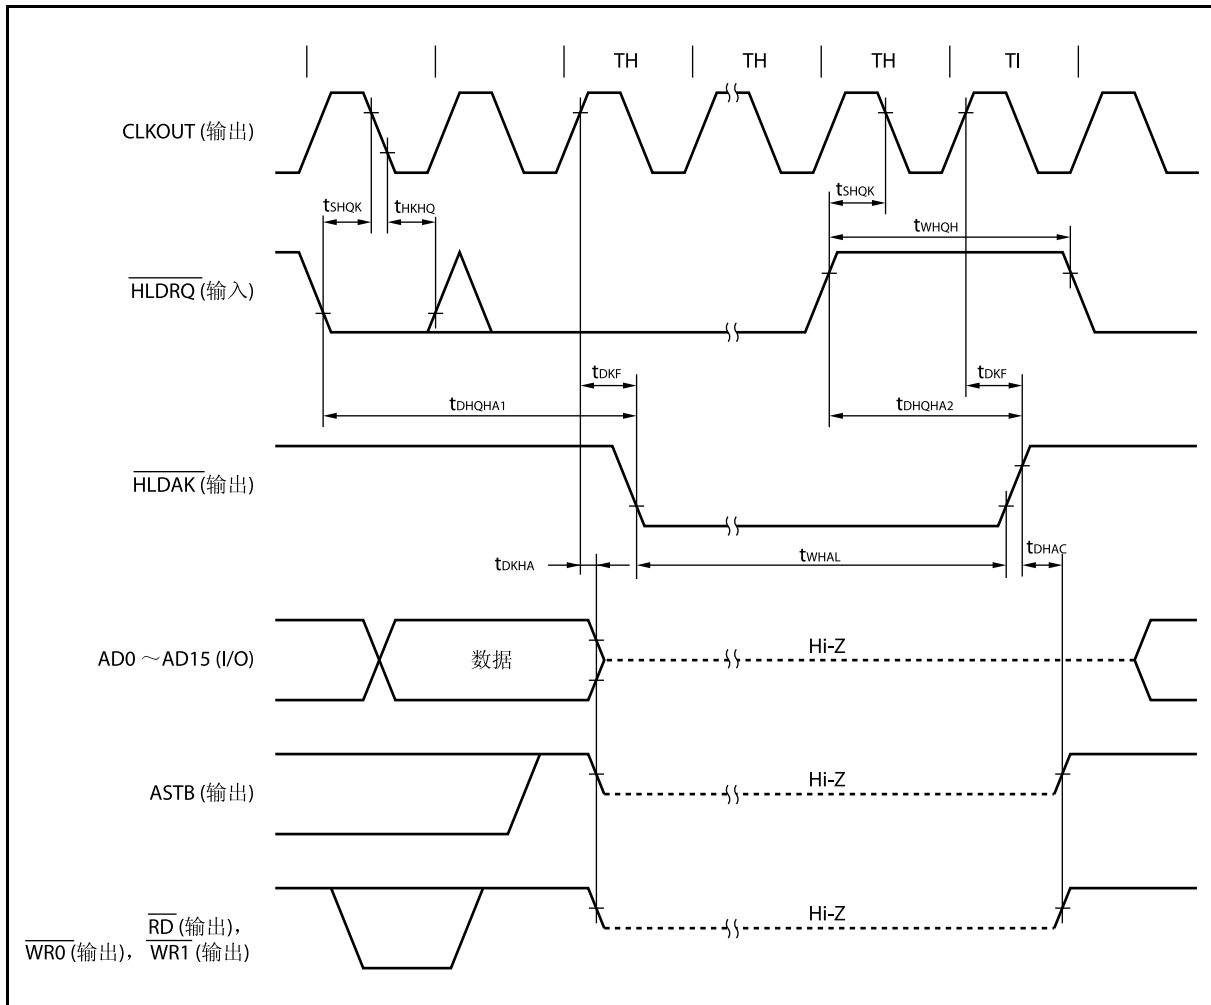 TH TH TH TI
CLKOUT (输出)
tSHQK tHKHQ tSHQK
tWHQH
HLDRQ (输入)
tDKF tDKF
tDHQHA1 tDHQHA2
HLDAK (输出)
tDKHA tWHAL tDHAC
AD0 ～AD15 (I/O) 数据 Hi-Z
ASTB (输出) Hi-Z
RD (输出)， Hi-Z
WR0 (输出)， WR1 (输出)